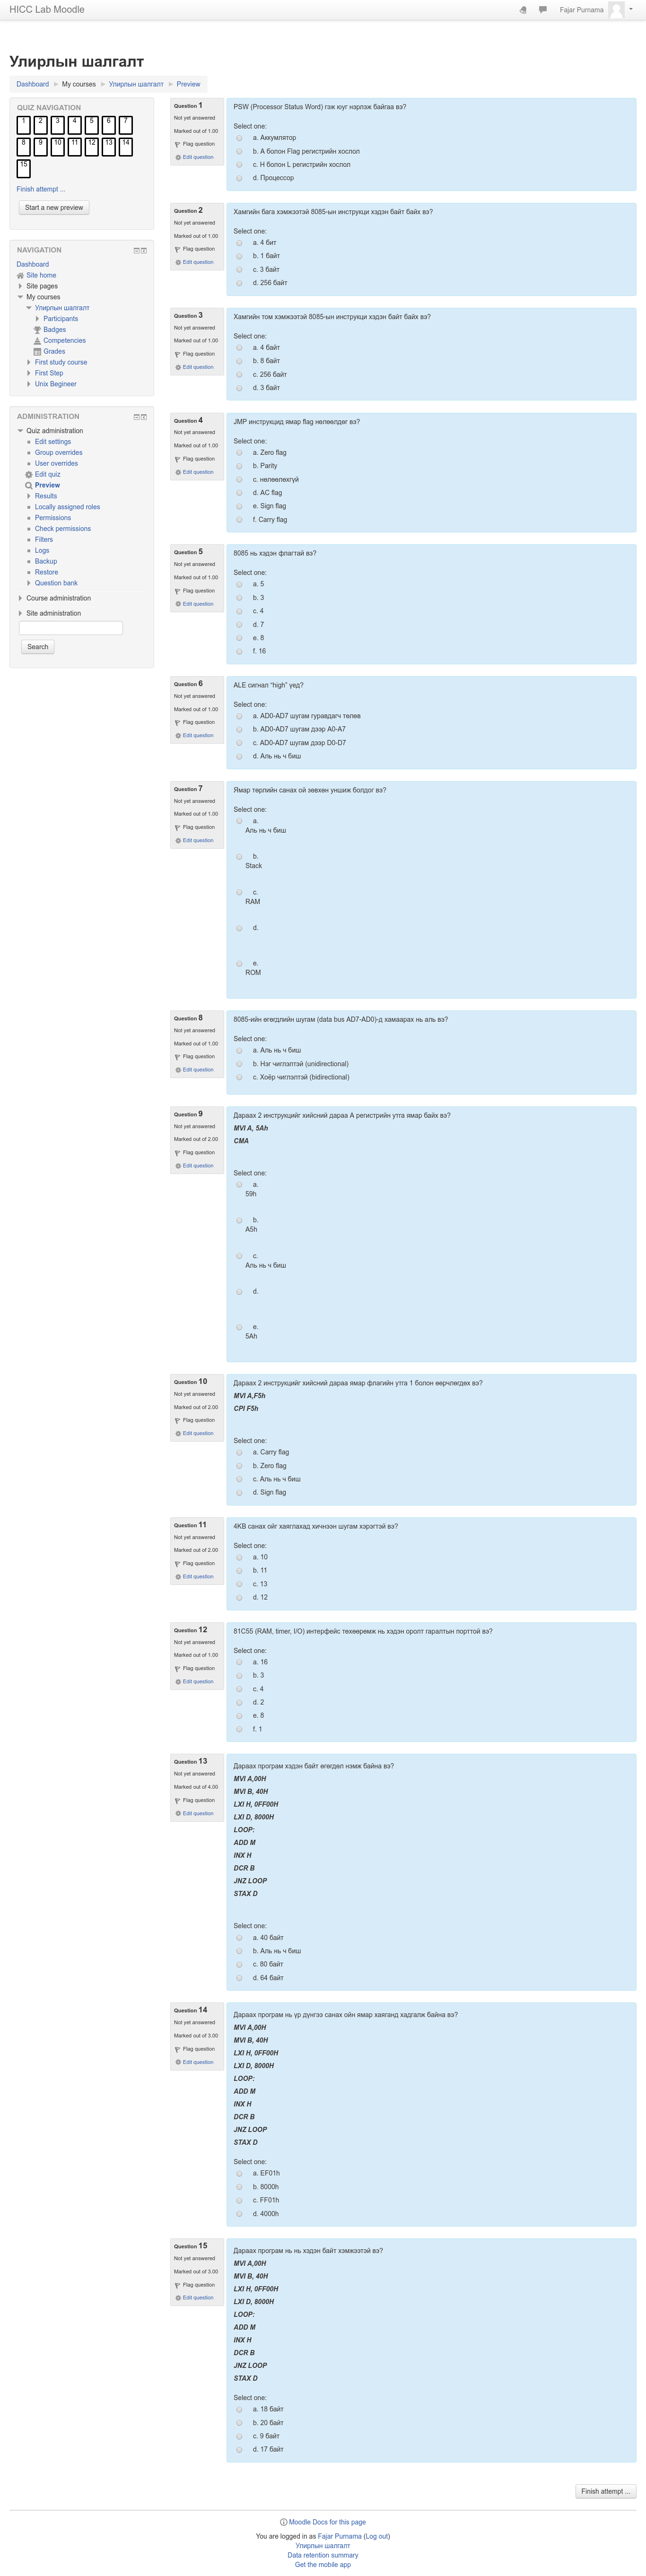 HICC Lab Moodle
Fajar Purnama
Улирлын шалгалт
Dashboard
My courses
Улирлын шалгалт
Preview
QUIZ NAVIGATION
1 2 3 4 5 6 7
8 9 10 11 12 13 14
15
Finish attempt ...
Start a new preview
NAVIGATION
Dashboard
Site home
Site pages
My courses
Улирлын шалгалт
Participants
Badges
Competencies
Grades
First study course
First Step
Unix Begineer
ADMINISTRATION
Quiz administration
Edit settings
Group overrides
User overrides
Edit quiz
Preview
Results
Locally assigned roles
Permissions
Check permissions
Filters
Logs
Backup
Restore
Question bank
Course administration
Site administration
Search
Question 1
Not yet answered
Marked out of 1.00
Flag question
Edit question
PSW (Processor Status Word) гэж юуг нэрлэж байгаа вэ?
Select one:
a. Аккумлятор
b. A болон Flag регистрийн хослол
c. H болон L регистрийн хослол
d. Процессор
Question 2
Not yet answered
Marked out of 1.00
Flag question
Edit question
Хамгийн бага хэмжээтэй 8085-ын инструкци хэдэн байт байх вэ?
Select one:
a. 4 бит
b. 1 байт
c. 3 байт
d. 256 байт
Question 3
Not yet answered
Marked out of 1.00
Flag question
Edit question
Хамгийн том хэмжээтэй 8085-ын инструкци хэдэн байт байх вэ?
Select one:
a. 4 байт
b. 8 байт
c. 256 байт
d. 3 байт
Question 4
Not yet answered
Marked out of 1.00
Flag question
Edit question
JMP инструкцид ямар flag нөлөөлдөг вэ?
Select one:
a. Zero flag
b. Parity
c. нөлөөлөхгүй
d. AC flag
e. Sign flag
f. Carry flag
Question 5
Not yet answered
Marked out of 1.00
Flag question
Edit question
8085 нь хэдэн флагтай вэ?
Select one:
a. 5
b. 3
c. 4
d. 7
e. 8
f. 16
Question 6
Not yet answered
Marked out of 1.00
Flag question
Edit question
ALE сигнал “high” үед?
Select one:
a. AD0-AD7 шугам гуравдагч төлөв
b. AD0-AD7 шугам дээр A0-A7
c. AD0-AD7 шугам дээр D0-D7
d. Аль нь ч биш
Question 7
Not yet answered
Marked out of 1.00
Flag question
Edit question
Ямар төрлийн санах ой зөвхөн уншиж болдог вэ?
Select one:
a.
Аль нь ч биш
b.
Stack
c.
RAM
d.
e.
ROM
Question 8
Not yet answered
Marked out of 1.00
Flag question
Edit question
8085-ийн өгөгдлийн шугам (data bus AD7-AD0)-д хамаарах нь аль вэ?
Select one:
a. Аль нь ч биш
b. Нэг чиглэлтэй (unidirectional)
c. Хоёр чиглэлтэй (bidirectional)
Question 9
Not yet answered
Marked out of 2.00
Flag question
Edit question
Дараах 2 инструкцийг хийсний дараа А регистрийн утга ямар байх вэ?
MVI A, 5Ah
CMA
Select one:
a.
59h
b.
A5h
c.
Аль нь ч биш
d.
e.
5Ah
Question 10
Not yet answered
Marked out of 2.00
Flag question
Edit question
Дараах 2 инструкцийг хийсний дараа ямар флагийн утга 1 болон өөрчлөгдөх вэ?
MVI A,F5h
CPI F5h
Select one:
a. Carry flag
b. Zero flag
c. Аль нь ч биш
d. Sign flag
Question 11
Not yet answered
Marked out of 2.00
Flag question
Edit question
4KB санах ойг хаяглахад хичнээн шугам хэрэгтэй вэ?
Select one:
a. 10
b. 11
c. 13
d. 12
Question 12
Not yet answered
Marked out of 1.00
Flag question
Edit question
81C55 (RAM, timer, I/O) интерфейс төхөөрөмж нь хэдэн оролт гаралтын порттой вэ?
Select one:
a. 16
b. 3
c. 4
d. 2
e. 8
f. 1
Question 13
Not yet answered
Marked out of 4.00
Flag question
Edit question
Дараах програм хэдэн байт өгөгдөл нэмж байна вэ?
MVI A,00H
MVI B, 40H
LXI H, 0FF00H
LXI D, 8000H
LOOP:
ADD M
INX H
DCR B
JNZ LOOP
STAX D
Select one:
a. 40 байт
b. Аль нь ч биш
c. 80 байт
d. 64 байт
Question 14
Not yet answered
Marked out of 3.00
Flag question
Edit question
Дараах програм нь үр дүнгээ санах ойн ямар хаяганд хадгалж байна вэ?
MVI A,00H
MVI B, 40H
LXI H, 0FF00H
LXI D, 8000H
LOOP:
ADD M
INX H
DCR B
JNZ LOOP
STAX D
Select one:
a. EF01h
b. 8000h
c. FF01h
d. 4000h
Question 15
Not yet answered
Marked out of 3.00
Flag question
Edit question
Дараах програм нь нь хэдэн байт хэмжээтэй вэ?
MVI A,00H
MVI B, 40H
LXI H, 0FF00H
LXI D, 8000H
LOOP:
ADD M
INX H
DCR B
JNZ LOOP
STAX D
Select one:
a. 18 байт
b. 20 байт
c. 9 байт
d. 17 байт
Finish attempt ...
Moodle Docs for this page
You are logged in as Fajar Purnama (Log out)
Улирлын шалгалт
Data retention summary
Get the mobile app